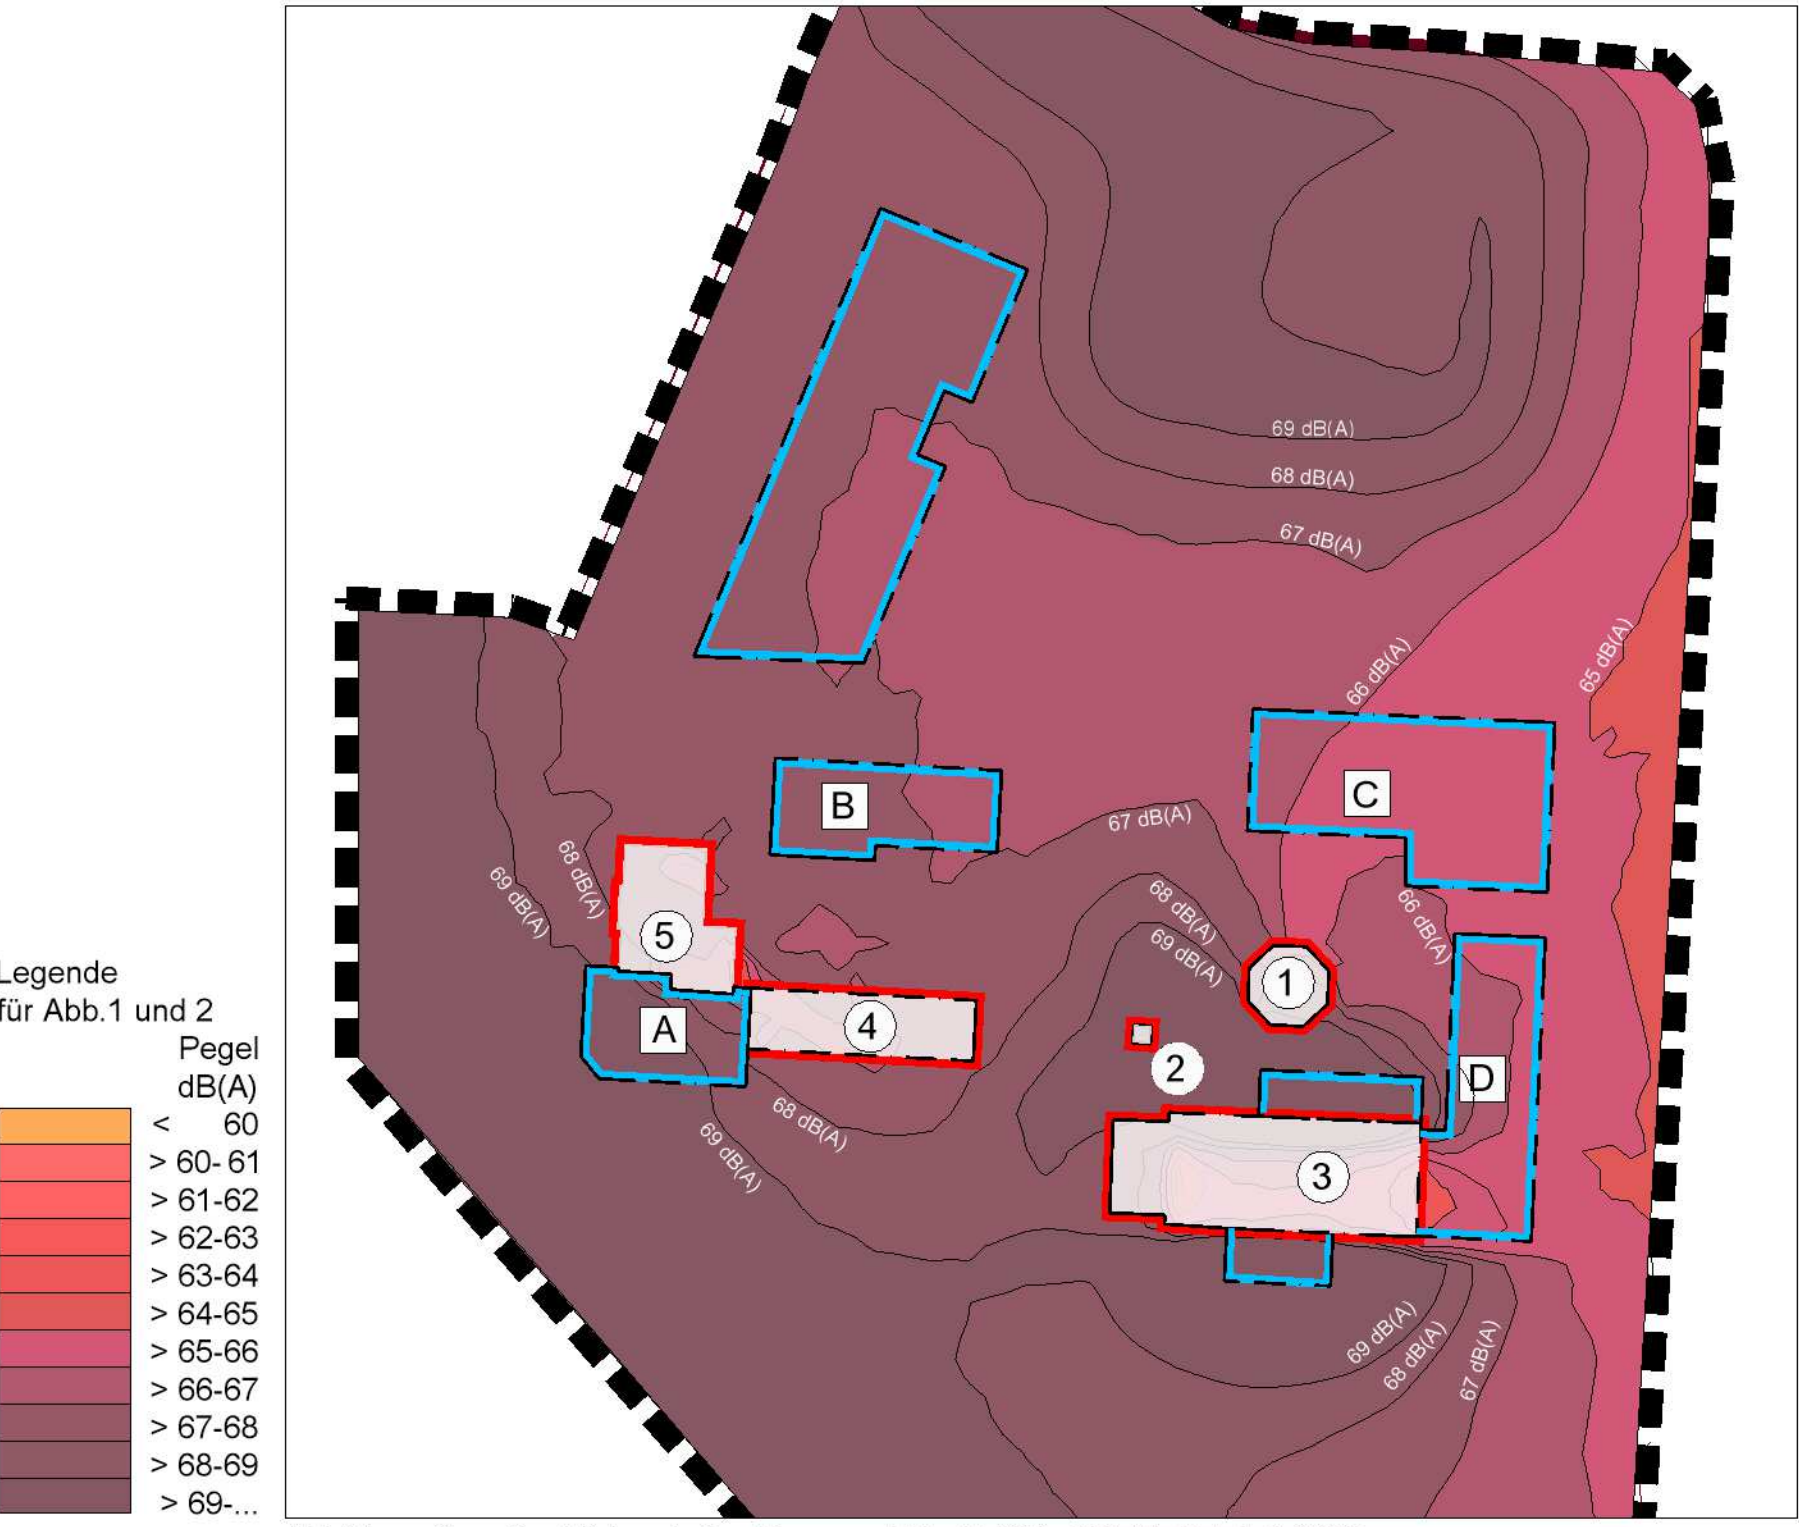 69 dB(A)
68 dB(A)
67 dB(A)
66 dB(A)
65 dB(A)
B
C
67 dB(A)
68 dB(A)
69 dB(A)
68 dB(A)
69 dB(A)
66 dB(A)
5
1
A
4
2
D
3
68 dB(A)
69 dB(A)
69 dB(A)
68 dB(A)
67 dB(A)
Legende
für Abb.1 und 2
Pegel
dB(A)
< 60
> 60-61
> 61-62
> 62-63
> 63-64
> 64-65
> 65-66
> 66-67
> 67-68
> 68-69
> 69-...